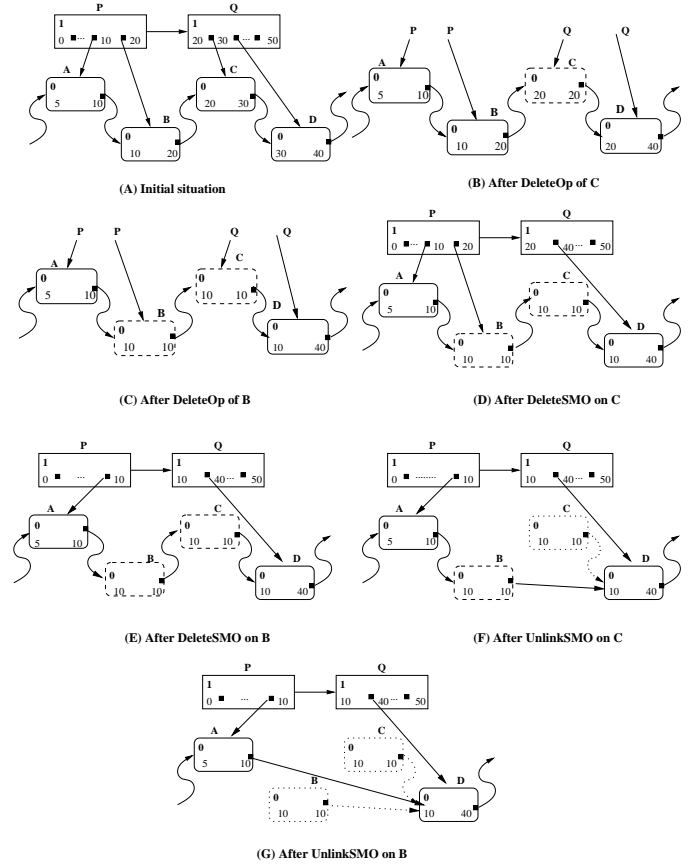 P Q
1 1
0 ... 10 20 20 30 ... 50
A C
0 0
5 10 20 30
B D
0 0
10 20 30 40
(A) Initial situation
P P Q Q
A C
0 0
5 10 20 20
B D
0 0
10 20 20 40
(B) After DeleteOp of C
P P Q Q
A C
0 0
5 10 10 10
B D
0 0
10 10 10 40
(C) After DeleteOp of B
P Q
1 1
0 ... 10 20 20 40 ... 50
A C
0 0
5 10 10 10
B D
0 0
10 10 10 40
(D) After DeleteSMO on C
P Q
1 1
0 ... 10 10 40 ... 50
A C
0 0
5 10 10 10
B D
0 0
10 10 10 40
(E) After DeleteSMO on B
P Q
1 1
0 ........ 10 10 40 ... 50
A C
0 0
5 10 10 10
B D
0 0
10 10 10 40
(F) After UnlinkSMO on C
P Q
1 1
0 ... 10 10 40 ... 50
A C
0 0
5 10 10 10
B D
0 0
10 10 10 40
(G) After UnlinkSMO on B